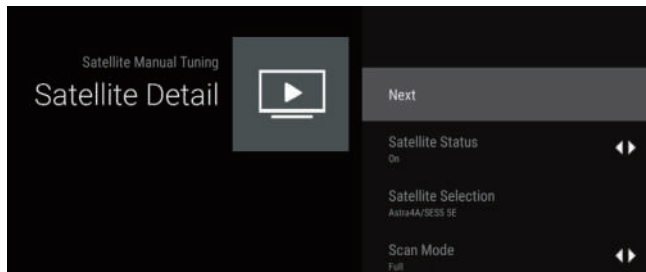 Satellite Manual Tuning
Satellite Detail
Next
Satellite Status
On
Satellite Selection
Astra4A/SES5 5E
Scan Mode
Full